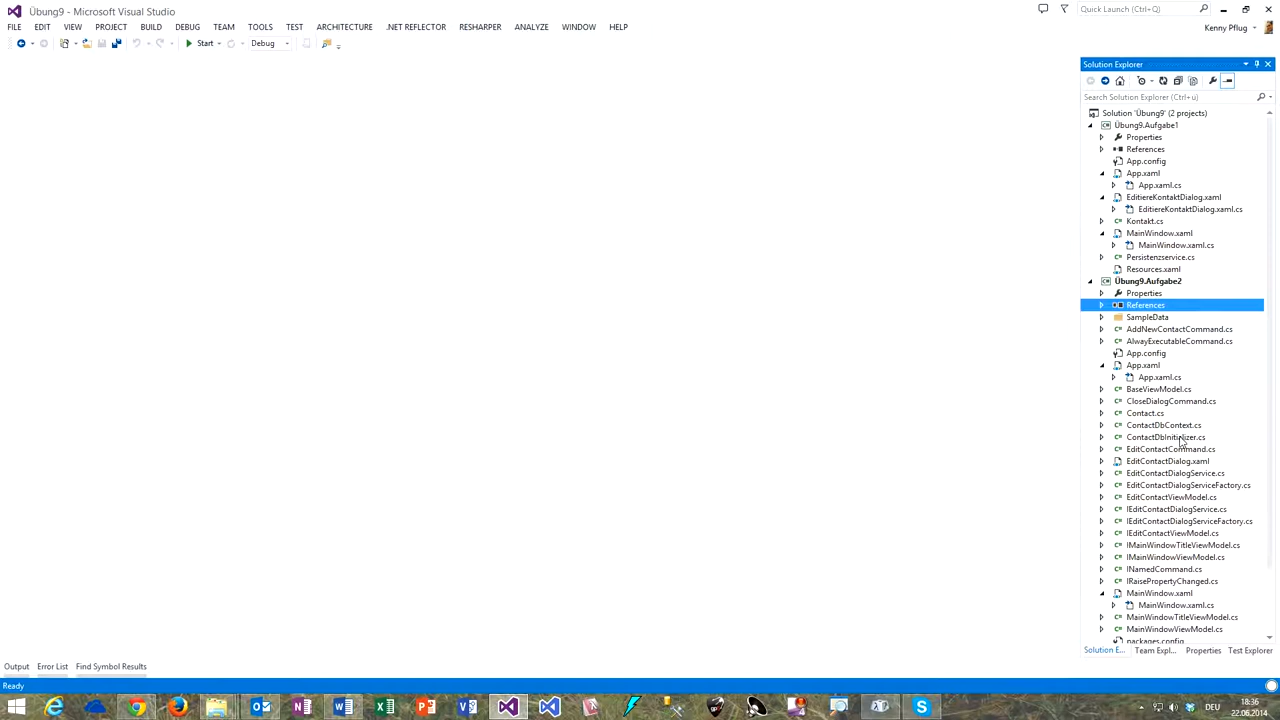 Übung9 - Microsoft Visual Studio
Quick Launch (Ctrl+Q)
FILE EDIT VIEW PROJECT BUILD DEBUG TEAM TOOLS TEST ARCHITECTURE .NET REFLECTOR RESHARPER ANALYZE WINDOW HELP
Kenny Pflug
Start Debug
Solution Explorer
Search Solution Explorer (Ctrl+ü)
Solution 'Übung9' (2 projects)
Übung9.Aufgabe1
Properties
References
App.config
App.xaml
App.xaml.cs
EditiereKontaktDialog.xaml
EditiereKontaktDialog.xaml.cs
Kontakt.cs
MainWindow.xaml
MainWindow.xaml.cs
Persistenzservice.cs
Resources.xaml
Übung9.Aufgabe2
Properties
References
SampleData
AddNewContactCommand.cs
AlwayExecutableCommand.cs
App.config
App.xaml
App.xaml.cs
BaseViewModel.cs
CloseDialogCommand.cs
Contact.cs
ContactDbContext.cs
ContactDbInitializer.cs
EditContactCommand.cs
EditContactDialog.xaml
EditContactDialogService.cs
EditContactDialogServiceFactory.cs
EditContactViewModel.cs
IEditContactDialogService.cs
IEditContactDialogServiceFactory.cs
IEditContactViewModel.cs
IMainWindowTitleViewModel.cs
IMainWindowViewModel.cs
INamedCommand.cs
IRaisePropertyChanged.cs
MainWindow.xaml
MainWindow.xaml.cs
MainWindowTitleViewModel.cs
MainWindowViewModel.cs
packages.config
Solution E... Team Expl... Properties Test Explorer
Output Error List Find Symbol Results
Ready
DEU
18:36
22.06.2014